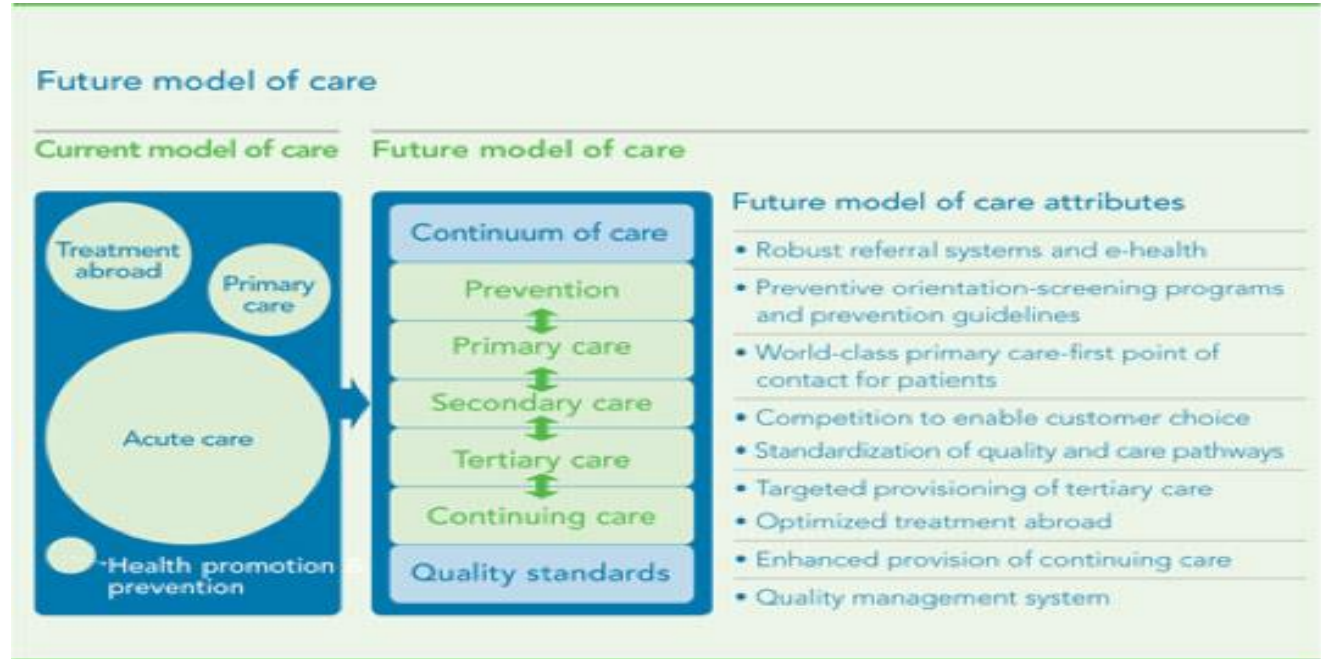 Future model of care
Current model of care
Future model of care
Treatment
abroad
Primary
care
Acute care
Health promotion
prevention
Continuum of care
Prevention
Primary care
Secondary care
Tertiary care
Continuing care
Quality standards
Future model of care attributes
• Robust referral systems and e-health
• Preventive orientation-screening programs
and prevention guidelines
• World-class primary care-first point of
contact for patients
• Competition to enable customer choice
• Standardization of quality and care pathways
• Targeted provisioning of tertiary care
• Optimized treatment abroad
• Enhanced provision of continuing care
• Quality management system